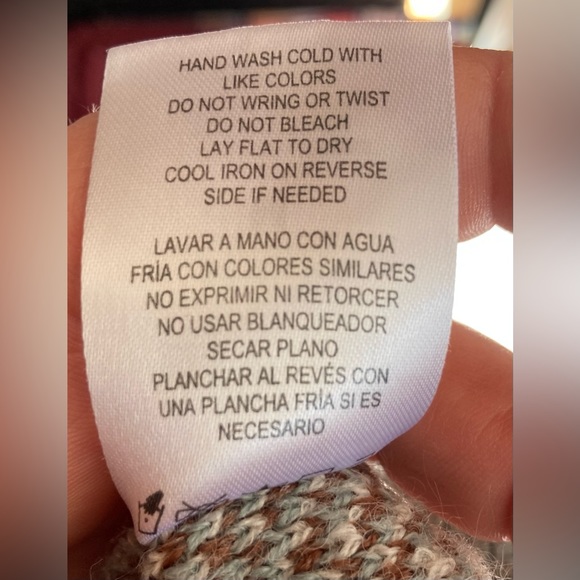 HAND WASH COLD WITH
LIKE COLORS
DO NOT WRING OR TWIST
DO NOT BLEACH
LAY FLAT TO DRY
COOL IRON ON REVERSE
SIDE IF NEEDED
LAVAR A MANO CON AGUA
FRÍA CON COLORES SIMILARES
NO EXPRIMIR NI RETORCER
NO USAR BLANQUEADOR
SECAR PLANO
PLANCHAR AL REVÉS CON
UNA PLANCHA FRÍA SI ES
NECESARIO